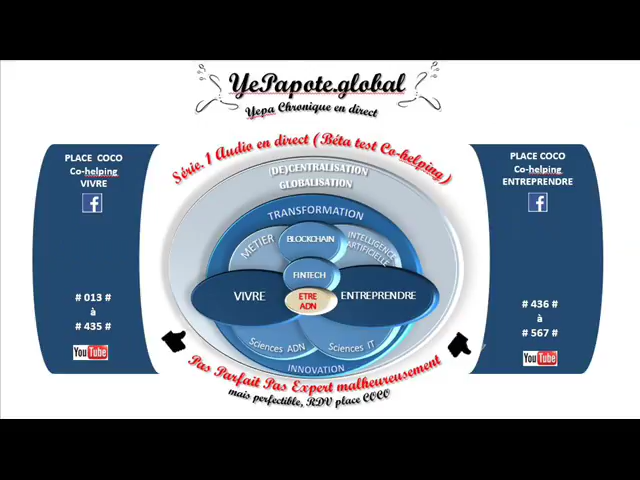 YePapote.global
Yepa Chronique en direct
Série.1 Audio en direct (Béta test Co-helping)
PLACE COCO
Co-helping
VIVRE
# 013 #
à
# 435 #
YouTube
(DE)CENTRALISATION
GLOBALISATION
TRANSFORMATION
METIER
BLOCKCHAIN
INTELLIGENCE
ARTIFICIELLE
FINTECH
VIVRE
ETRE
ADN
ENTREPRENDRE
Sciences ADN
Sciences IT
INNOVATION
Pas Parfait Pas Expert malheureusement
mais perfectible, RDV place COCO
PLACE COCO
Co-helping
ENTREPRENDRE
# 436 #
à
# 567 #
YouTube